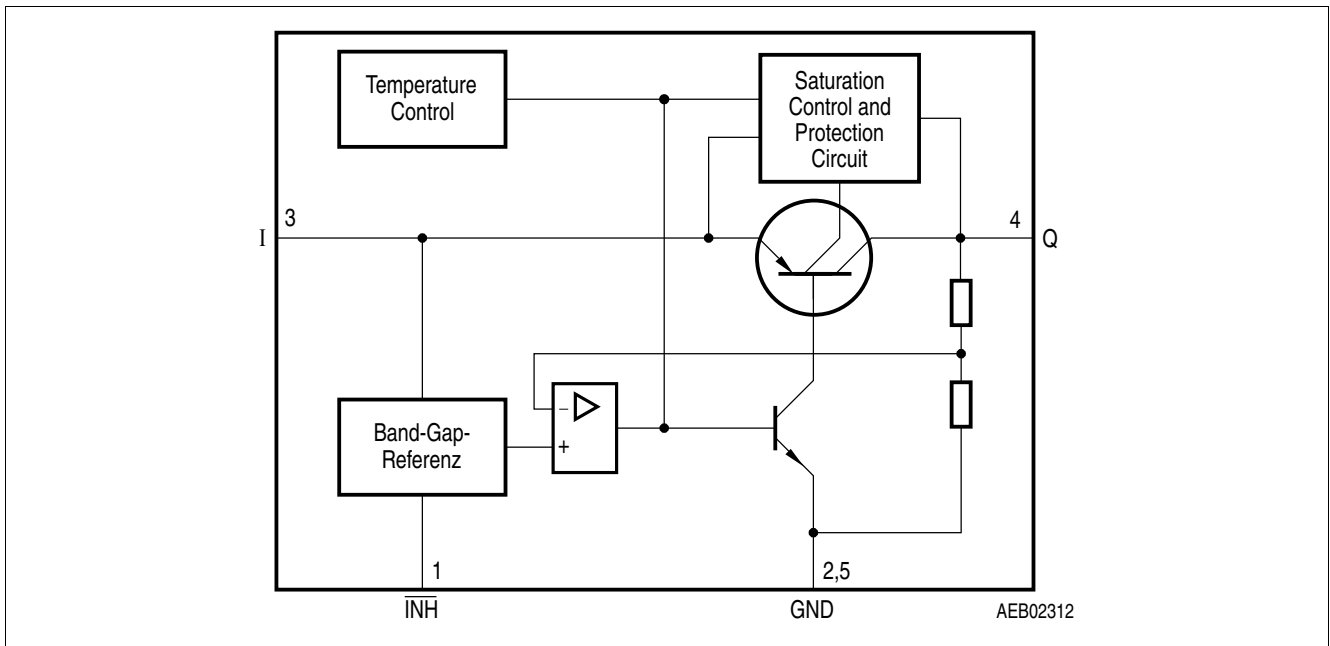 Temperature
Control
Saturation
Control and
Protection
Circuit
3
I
4
Q
Band-Gap-
Referenz
−
+
1
2,5
INH
GND
AEB02312